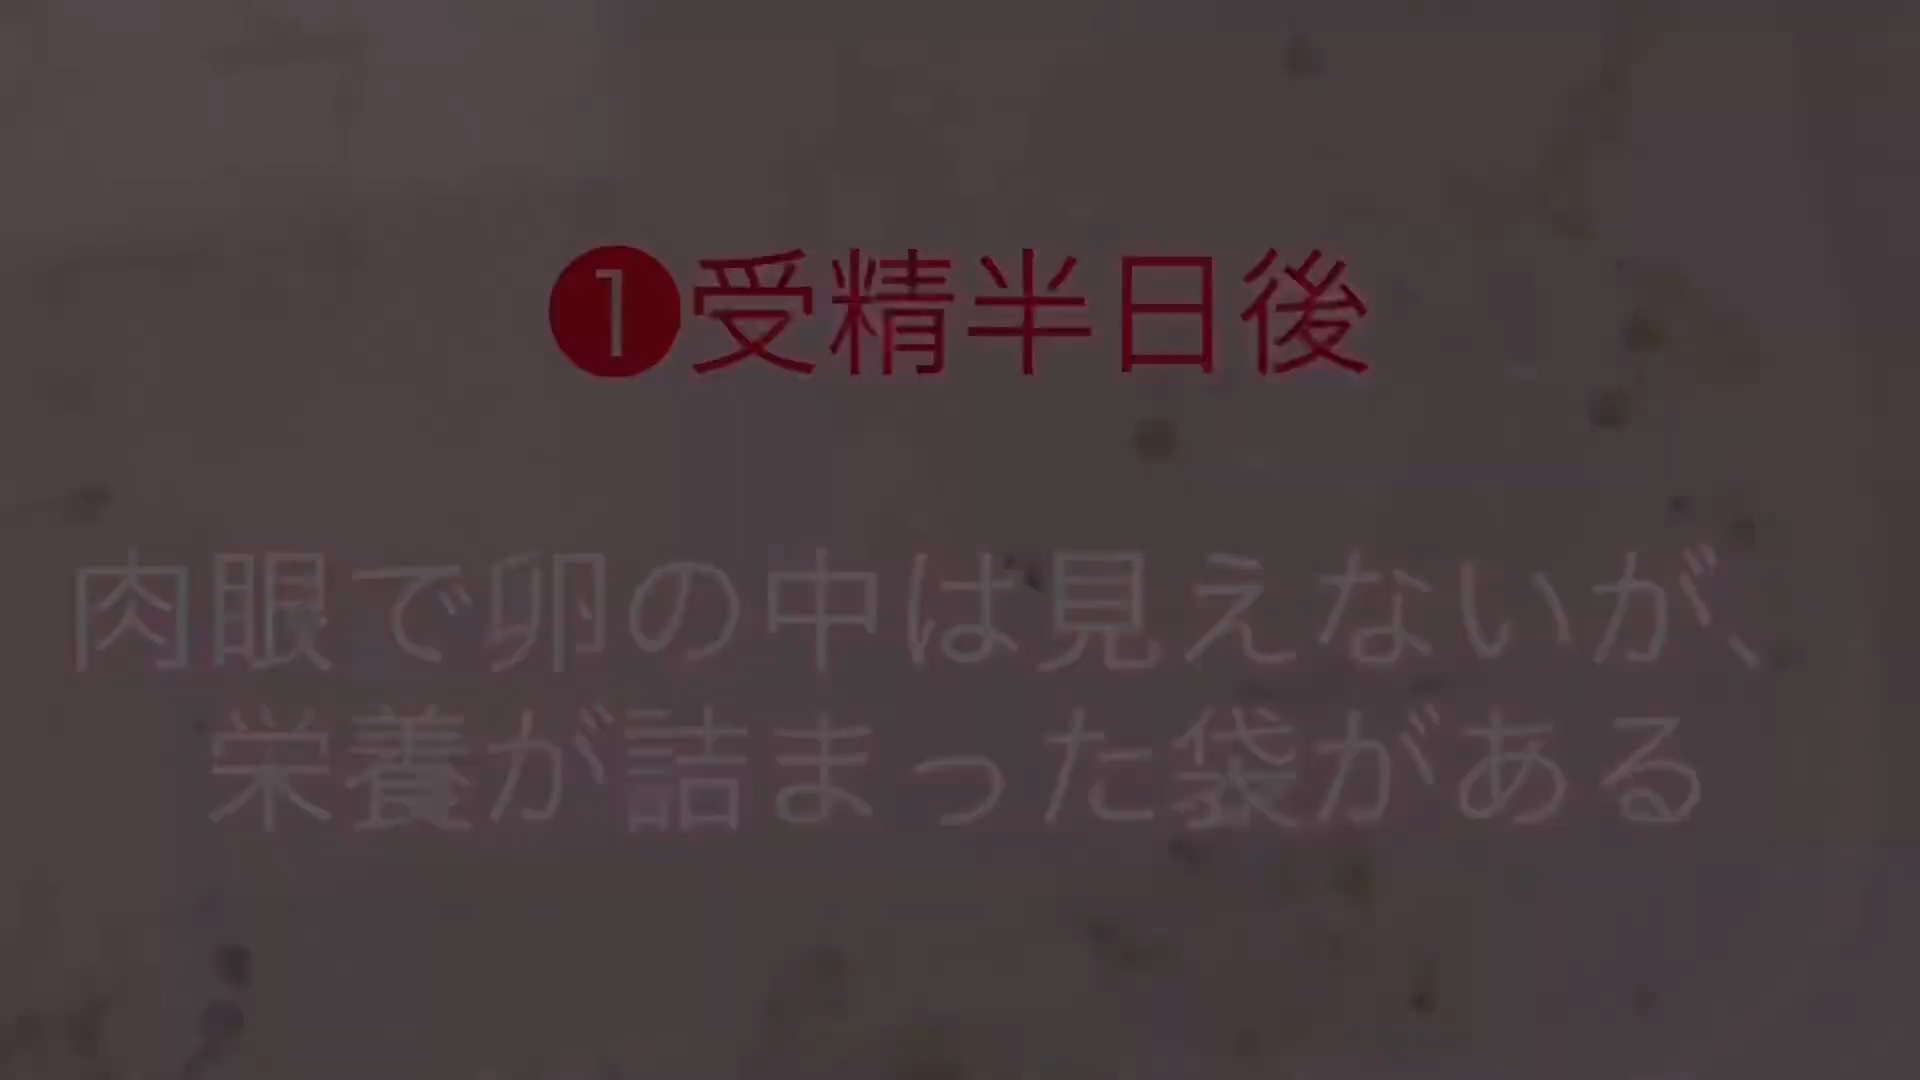 ❶受精半日後
肉眼で卵の中は見えないが、
栄養が詰まった袋がある